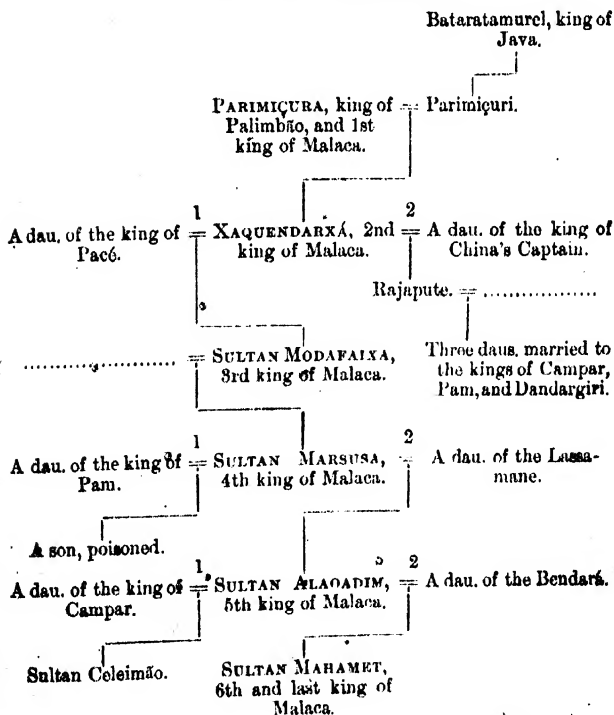 Bataratamurel, king of
Java.
PARIMIÇURA, king of = Parimiçuri.
Palimbão, and 1st
king of Malaca.
1 2
A dau. of the king of = XAQUENDARXÁ, 2nd = A dau. of the king of
Pacé. king of Malaca. China's Captain.
Rajapute. = ..................
.................. = SULTAN MODAFAIXA, Three daus. married to
3rd king of Malaca. the kings of Campar,
Pam, and Dandargiri.
1 2
A dau. of the king of = SULTAN MARSUSA, = A dau. of the Lassa-
Pam. 4th king of Malaca. mane.
A son, poisoned.
1 2
A dau. of the king of = SULTAN ALAOADIM, = A dau. of the Bendará.
Campar. 5th king of Malaca.
Sultan Celeimão. SULTAN MAHAMET,
6th and last king of
Malaca.